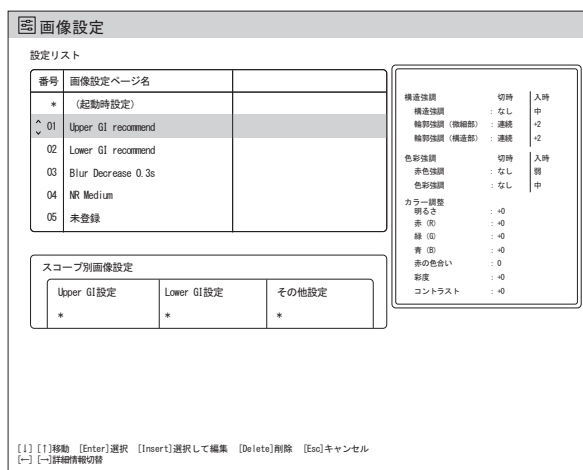 画像設定
設定リスト
番号 画像設定ページ名
* （起動時設定）
01 Upper GI recommend
02 Lower GI recommend
03 Blur Decrease 0.3s
04 NR Medium
05 未登録
スコープ別画像設定
Upper GI設定 Lower GI設定 その他設定
* * *
構造強調 切時 入時
構造強調 : なし 中
輪郭強調（微細部） : 連続 +2
輪郭強調（構造部） : 連続 +2
色彩強調 切時 入時
赤色強調 : なし 弱
色彩強調 : なし 中
カラー調整
明るさ : +0
赤 (R) : +0
緑 (G) : +0
青 (B) : +0
赤の色合い : 0
彩度 : +0
コントラスト : +0
[↓] [↑]移動 [Enter]選択 [Insert]選択して編集 [Delete]削除 [Esc]キャンセル
[←] [→]詳細情報切替